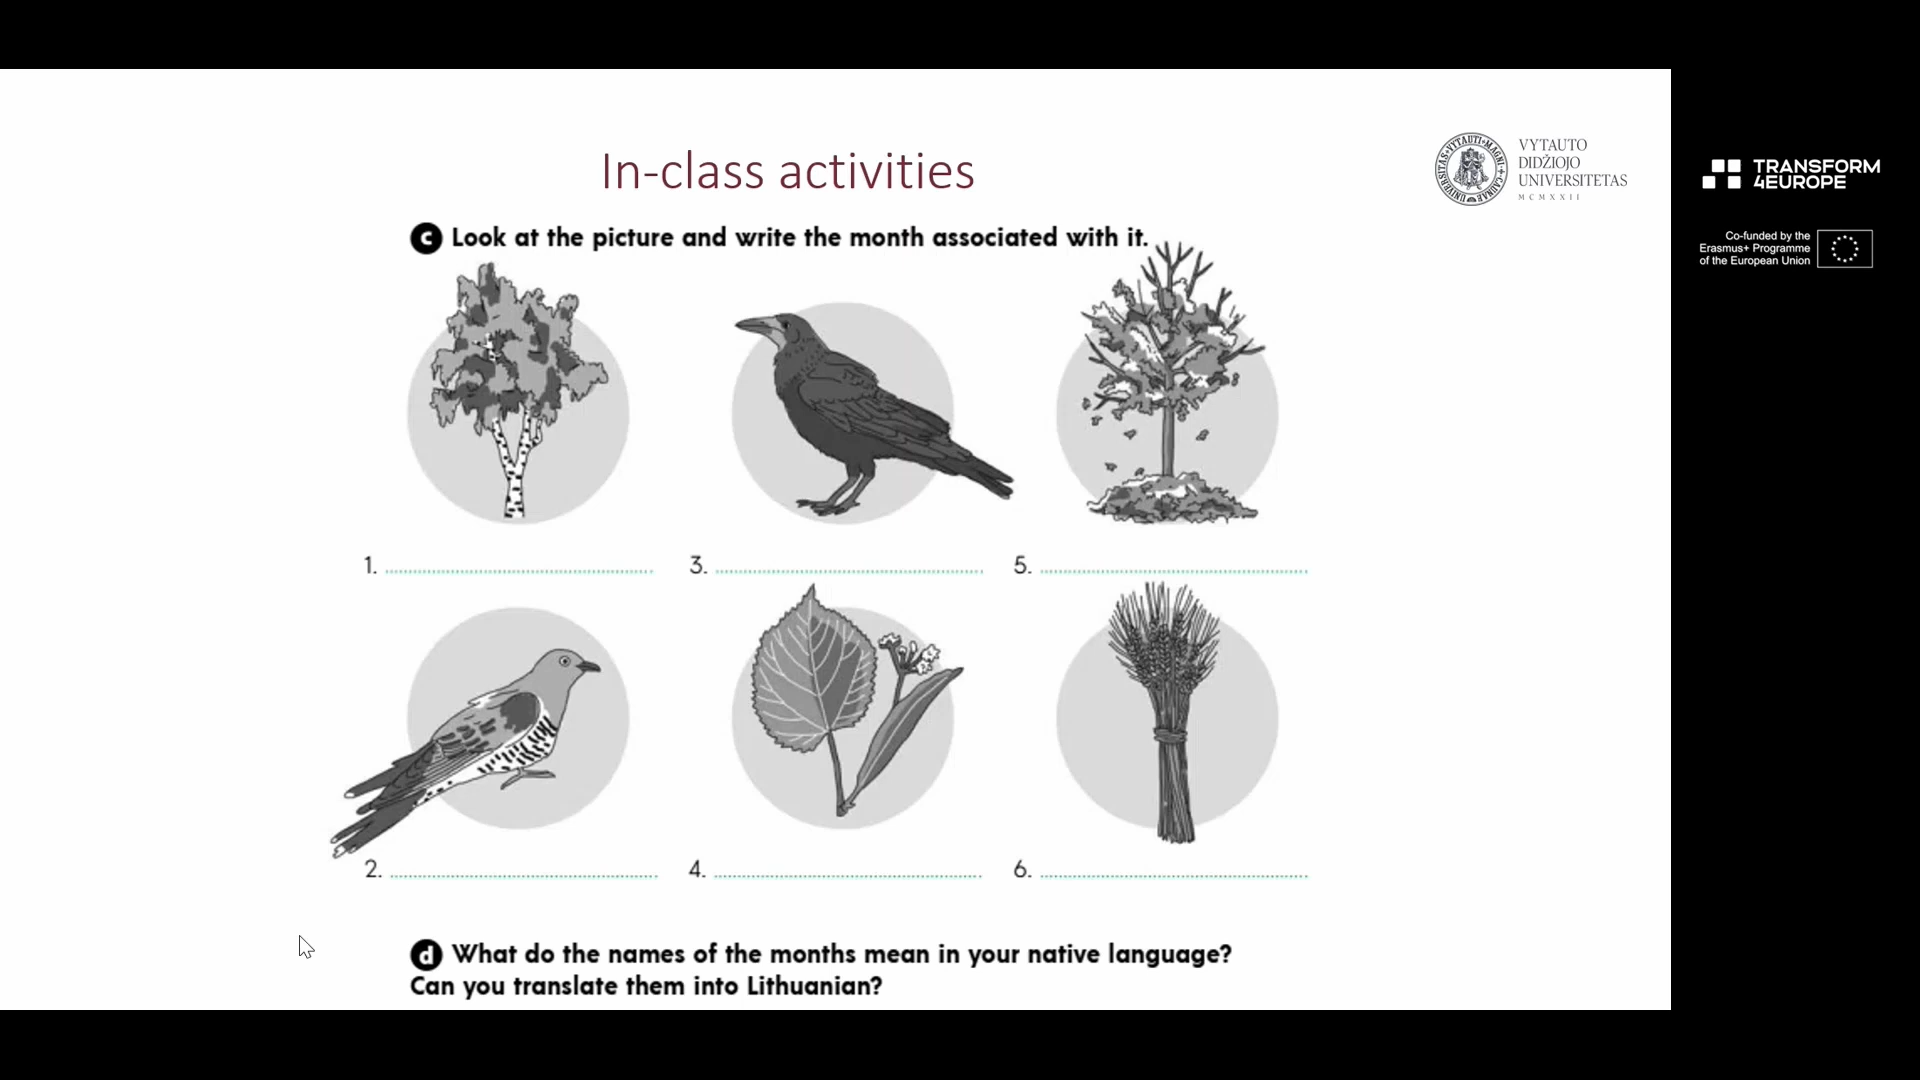 In-class activities
VYTAUTO
DIDŽIOJO
UNIVERSITETAS
MCMXXII
TRANSFORM
4EUROPE
Co-funded by the
Erasmus+ Programme
of the European Union
c Look at the picture and write the month associated with it.
1.
3.
5.
2.
4.
6.
d What do the names of the months mean in your native language?
Can you translate them into Lithuanian?